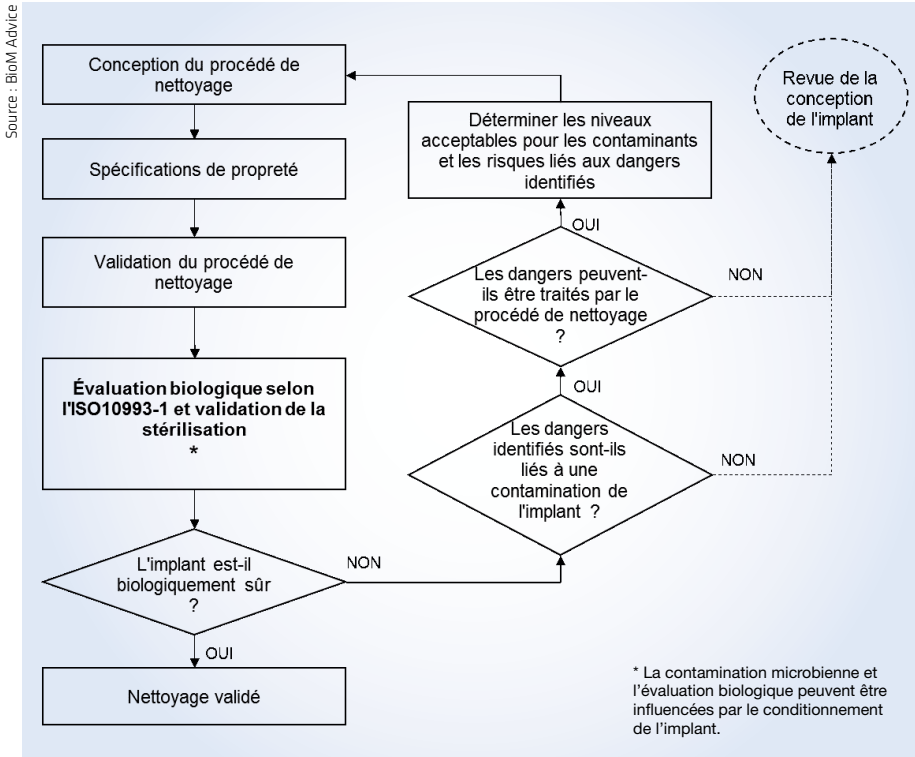 Source : BioM Advice
Conception du procédé de
nettoyage
Spécifications de propreté
Validation du procédé de
nettoyage
Évaluation biologique selon
l'ISO10993-1 et validation de la
stérilisation
*
L'implant est-il
biologiquement sûr
?
NON
OUI
Nettoyage validé
Les dangers
identifiés sont-ils
liés à une
contamination de
l'implant ?
NON
OUI
Les dangers peuvent-
ils être traités par le
procédé de nettoyage
?
NON
OUI
Déterminer les niveaux
acceptables pour les contaminants
et les risques liés aux dangers
identifiés
Revue de la
conception
de l'implant
* La contamination microbienne et
l’évaluation biologique peuvent être
influencées par le conditionnement
de l’implant.